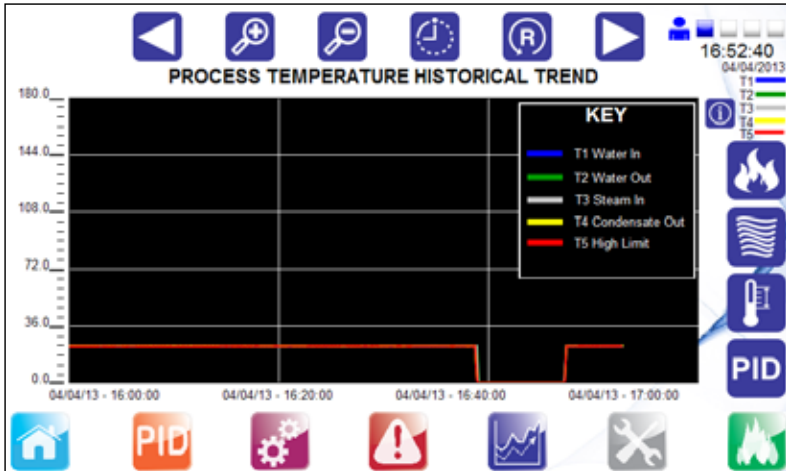 R
16:52:40
04/04/2013
PROCESS TEMPERATURE HISTORICAL TREND
T1
T2
T3
T4
T5
180.0
144.0
108.0
72.0
36.0
0.0
KEY
T1 Water In
T2 Water Out
T3 Steam In
T4 Condensate Out
T5 High Limit
i
PID
04/04/13 - 16:00:00 04/04/13 - 16:20:00 04/04/13 - 16:40:00 04/04/13 - 17:00:00
PID